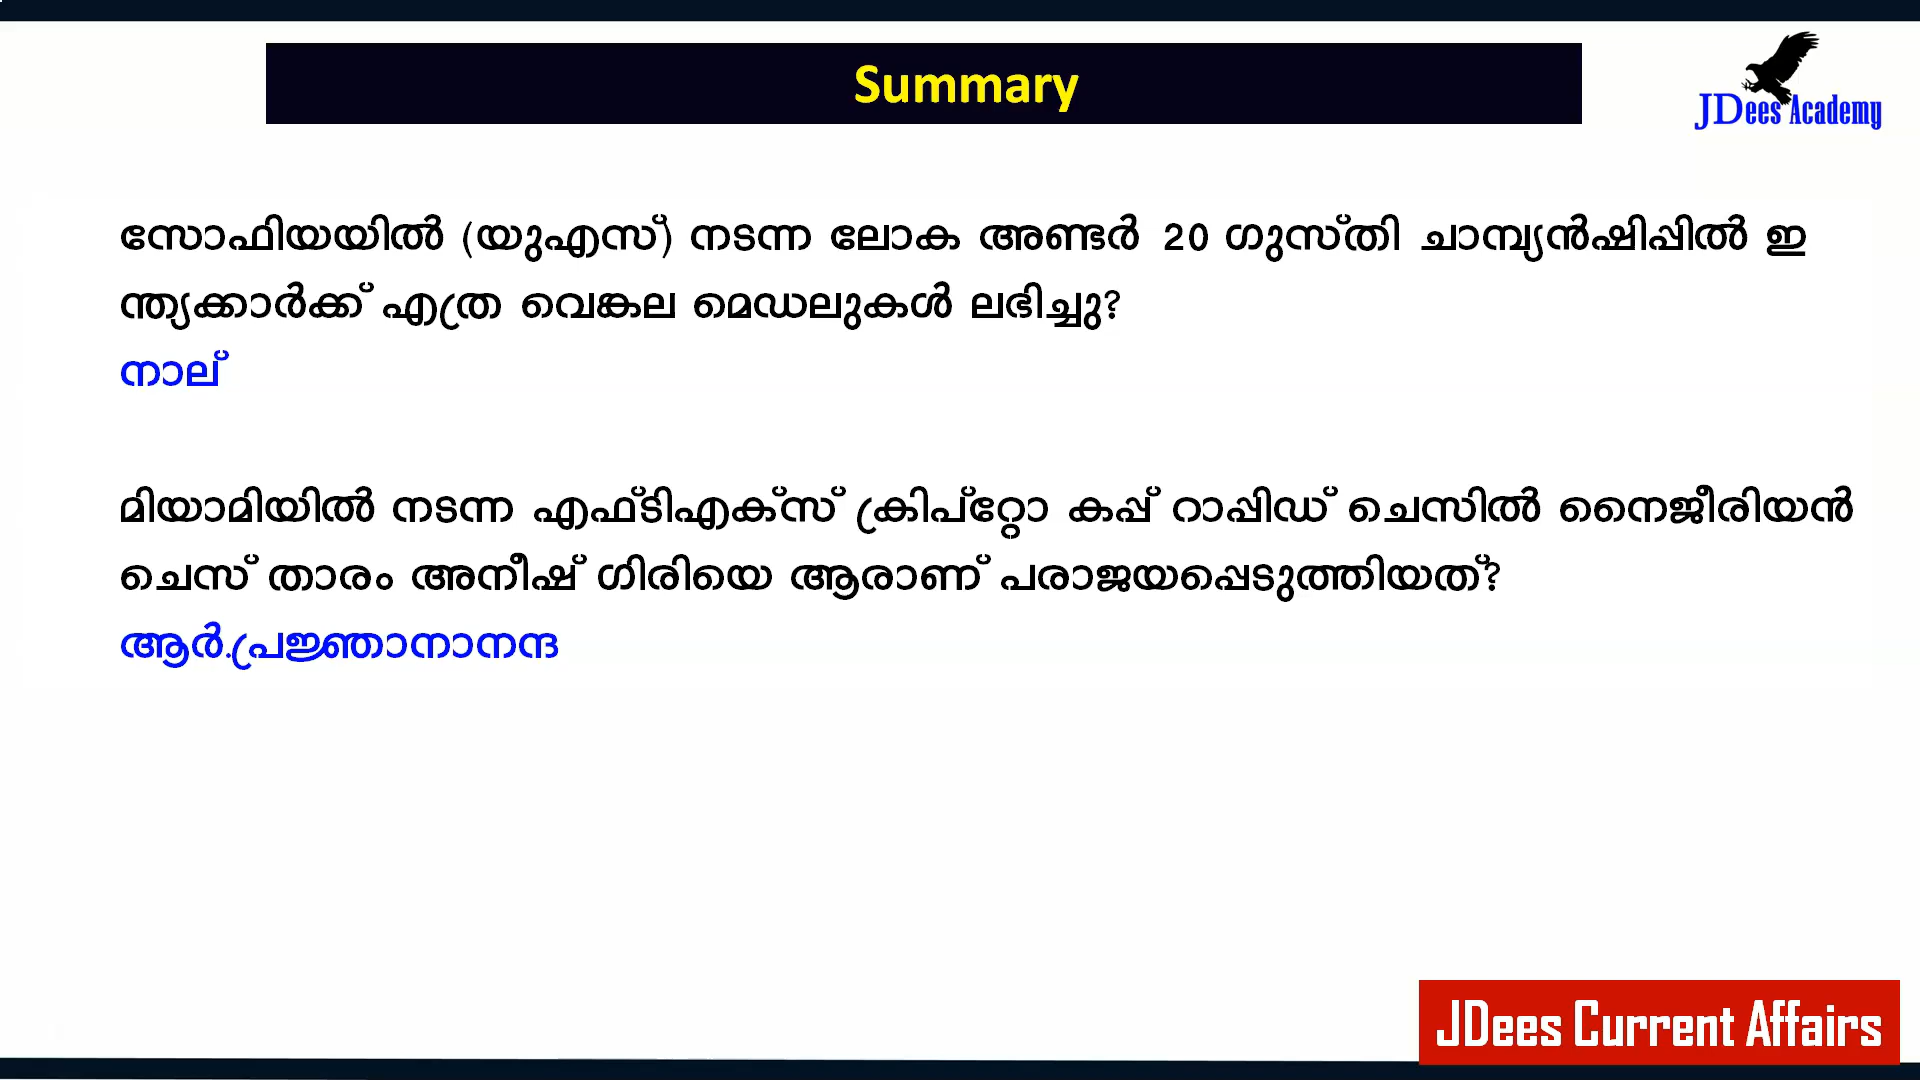 Summary
JDees Academy
സോഫിയയിൽ (യുഎസ്) നടന്ന ലോക അണ്ടർ 20 ഗുസ്തി ചാമ്പ്യൻഷിപ്പിൽ ഇ
ന്ത്യക്കാർക്ക് എത്ര വെങ്കല മെഡലുകൾ ലഭിച്ചു?
നാല്
മിയാമിയിൽ നടന്ന എഫ്ടിഎക്സ് ക്രിപ്റ്റോ കപ്പ് റാപ്പിഡ് ചെസിൽ നൈജീരിയൻ
ചെസ് താരം അനീഷ് ഗിരിയെ ആരാണ് പരാജയപ്പെടുത്തിയത്?
ആർ.പ്രജ്ഞാനാനന്ദ
JDees Current Affairs